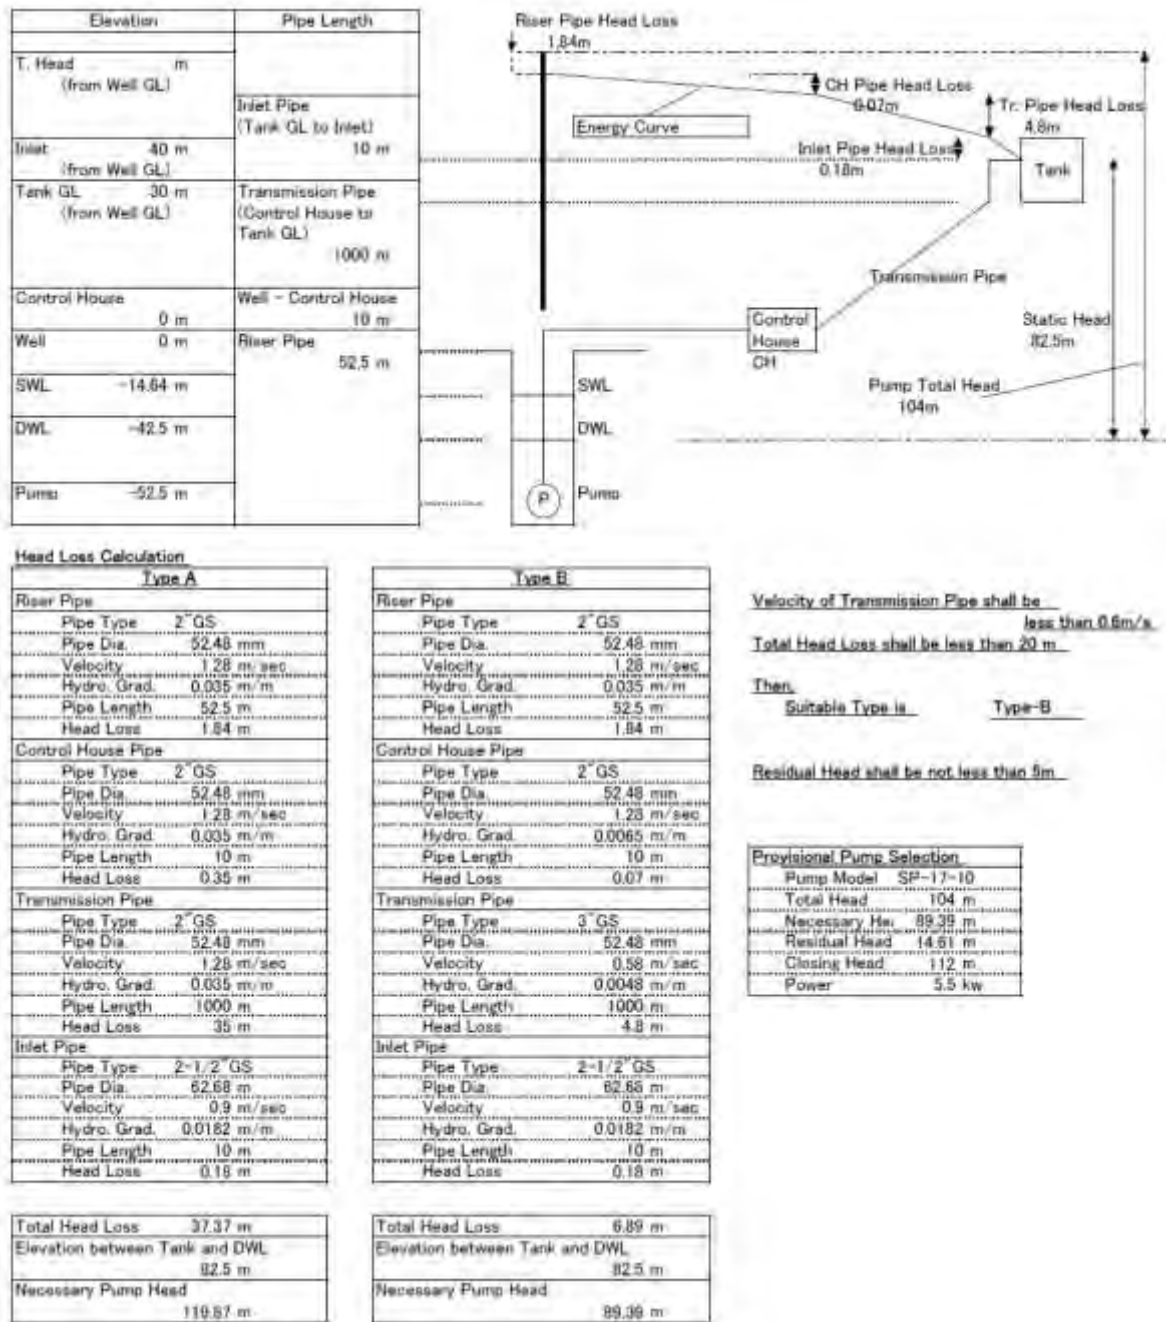 Elevation Pipe Length
T. Head m
(from Well GL)
Inlet Pipe
(Tank GL to Inlet)
10 m
Inlet 40 m
(from Well GL)
Tank GL 30 m
(from Well GL)
Transmission Pipe
(Control House to
Tank GL)
1000 m
Control House
0 m
Well - Control House
10 m
Well 0 m
Riser Pipe
52.5 m
SWL -14.64 m
DWL -42.5 m
Pump -52.5 m
Riser Pipe Head Loss
1.84m
CH Pipe Head Loss
0.07m
Tr. Pipe Head Loss
4.8m
Energy Curve
Inlet Pipe Head Loss
0.18m
Tank
Transmission Pipe
Control
House
CH
Static Head
82.5m
Pump Total Head
104m
SWL
DWL
P
Pump
Head Loss Calculation
Type A
Riser Pipe
Pipe Type 2"GS
Pipe Dia. 52.48 mm
Velocity 1.28 m/sec
Hydro. Grad. 0.035 m/m
Pipe Length 52.5 m
Head Loss 1.84 m
Control House Pipe
Pipe Type 2"GS
Pipe Dia. 52.48 mm
Velocity 1.28 m/sec
Hydro. Grad. 0.035 m/m
Pipe Length 10 m
Head Loss 0.35 m
Transmission Pipe
Pipe Type 2"GS
Pipe Dia. 52.48 mm
Velocity 1.28 m/sec
Hydro. Grad. 0.035 m/m
Pipe Length 1000 m
Head Loss 35 m
Inlet Pipe
Pipe Type 2-1/2"GS
Pipe Dia. 62.68 m
Velocity 0.9 m/sec
Hydro. Grad. 0.0182 m/m
Pipe Length 10 m
Head Loss 0.18 m
Total Head Loss 37.37 m
Elevation between Tank and DWL
82.5 m
Necessary Pump Head
119.87 m
Type B
Riser Pipe
Pipe Type 2"GS
Pipe Dia. 52.48 mm
Velocity 1.28 m/sec
Hydro. Grad. 0.035 m/m
Pipe Length 52.5 m
Head Loss 1.84 m
Control House Pipe
Pipe Type 2"GS
Pipe Dia. 52.48 mm
Velocity 1.28 m/sec
Hydro. Grad. 0.0065 m/m
Pipe Length 10 m
Head Loss 0.07 m
Transmission Pipe
Pipe Type 3"GS
Pipe Dia. 52.48 mm
Velocity 0.58 m/sec
Hydro. Grad. 0.0048 m/m
Pipe Length 1000 m
Head Loss 4.8 m
Inlet Pipe
Pipe Type 2-1/2"GS
Pipe Dia. 62.68 m
Velocity 0.9 m/sec
Hydro. Grad. 0.0182 m/m
Pipe Length 10 m
Head Loss 0.18 m
Total Head Loss 6.89 m
Elevation between Tank and DWL
82.5 m
Necessary Pump Head
89.39 m
Velocity of Transmission Pipe shall be
less than 0.6m/s
Total Head Loss shall be less than 20 m
Then,
Suitable Type is Type-B
Residual Head shall be not less than 5m
Provisional Pump Selection
Pump Model SP-17-10
Total Head 104 m
Necessary Hea 89.39 m
Residual Head 14.61 m
Closing Head 112 m
Power 5.5 kw